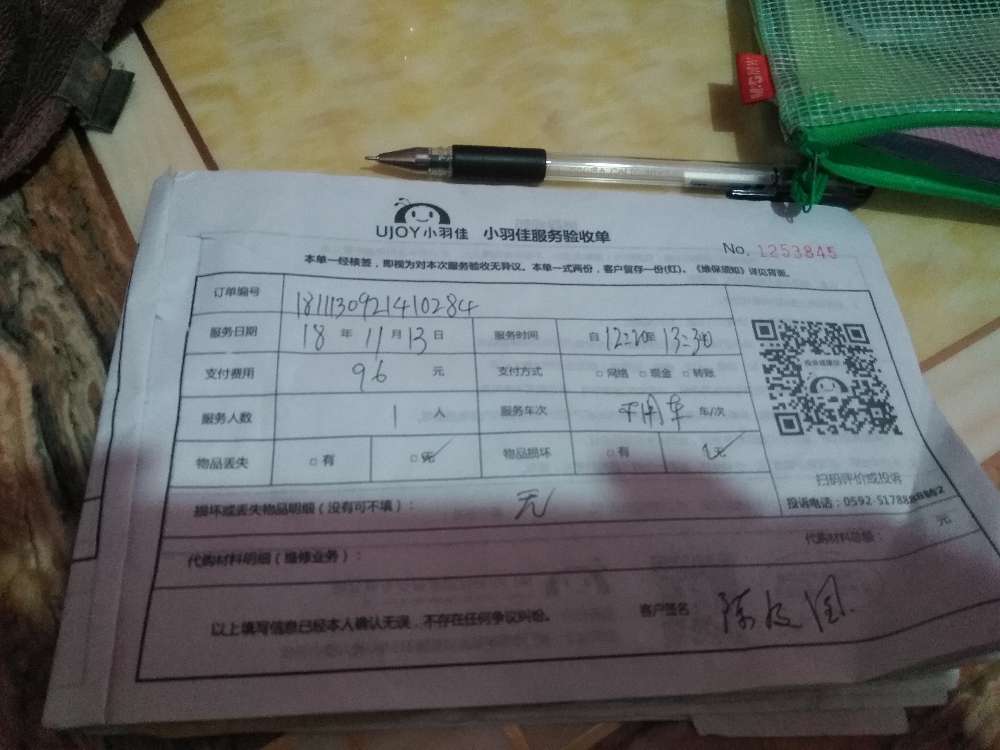 UJOY小羽佳 小羽佳服务验收单
No. 1253845
本单一经核签，即视为对本次服务验收无异议。本单一式两份，客户留存一份(红)。《维保须知》详见背面。
订单编号 1811130921410284
服务日期 18 年 11 月 13 日 服务时间 自 12:20 至 13:30
支付费用 96 元 支付方式 □ 网络 □ 现金 □ 转账
服务人数 1 人 服务车次 不用车 车/次
物品丢失 □ 有 □ 无 物品损坏 □ 有 无
扫码评价或投诉
损坏或丢失物品明细（没有可不填）： 无
投诉电话：0592-5178
代购材料明细（维修业务）： 代购材料总额： 元
以上填写信息已经本人确认无误，不存在任何争议纠纷。 客户签名 陈